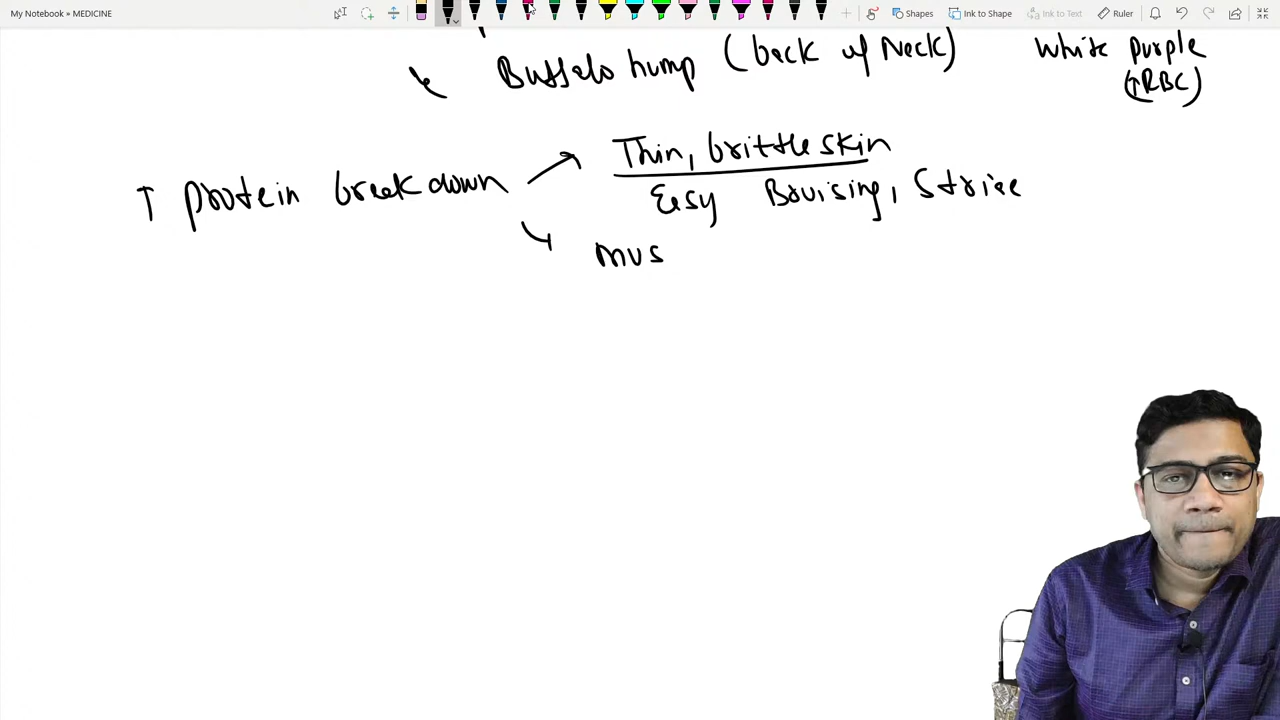 My Notebook » MEDICINE
Shapes
Ink to Shape
Ink to Text
Ruler
Buffalo hump (back of Neck)
White purple
(↑RBC)
Thin, brittle skin
↑ protein breakdown
Easy Bruising, Striae
mus